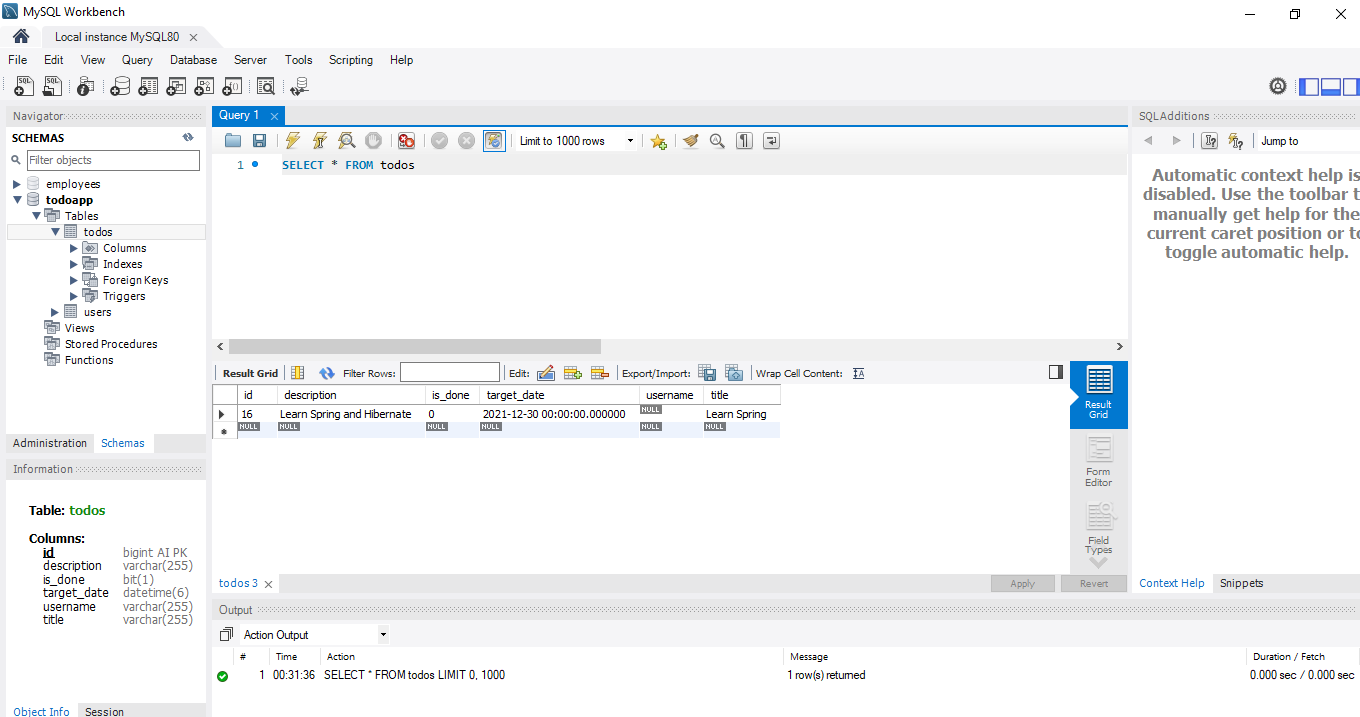 MySQL Workbench
Local instance MySQL80
File Edit View Query Database Server Tools Scripting Help
Navigator
SCHEMAS
Filter objects
employees
todoapp
Tables
todos
Columns
Indexes
Foreign Keys
Triggers
users
Views
Stored Procedures
Functions
Administration Schemas
Information
Table: todos
Columns:
id bigint AI PK
description varchar(255)
is_done bit(1)
target_date datetime(6)
username varchar(255)
title varchar(255)
Object Info Session
Query 1
Limit to 1000 rows
1 SELECT * FROM todos
Result Grid Filter Rows: Edit: Export/Import: Wrap Cell Content:
id description is_done target_date username title
16 Learn Spring and Hibernate 0 2021-12-30 00:00:00.000000 NULL Learn Spring
NULL NULL NULL NULL NULL NULL
Result
Grid
Form
Editor
Field
Types
todos 3 Apply Revert
Output
Action Output
# Time Action Message Duration / Fetch
1 00:31:36 SELECT * FROM todos LIMIT 0, 1000 1 row(s) returned 0.000 sec / 0.000 sec
SQLAdditions
Jump to
Automatic context help is
disabled. Use the toolbar t
manually get help for the
current caret position or to
toggle automatic help.
Context Help Snippets